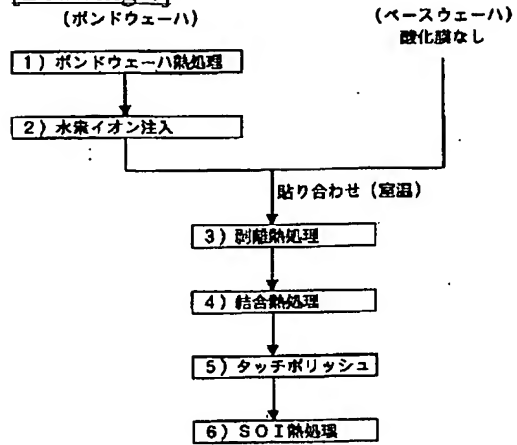 (ボンドウェーハ)
(ベースウェーハ)
酸化膜なし
1) ボンドウェーハ熱処理
2) 水素イオン注入
貼り合わせ (室温)
3) 剥離熱処理
4) 結合熱処理
5) タッチポリッシュ
6) SOI熱処理